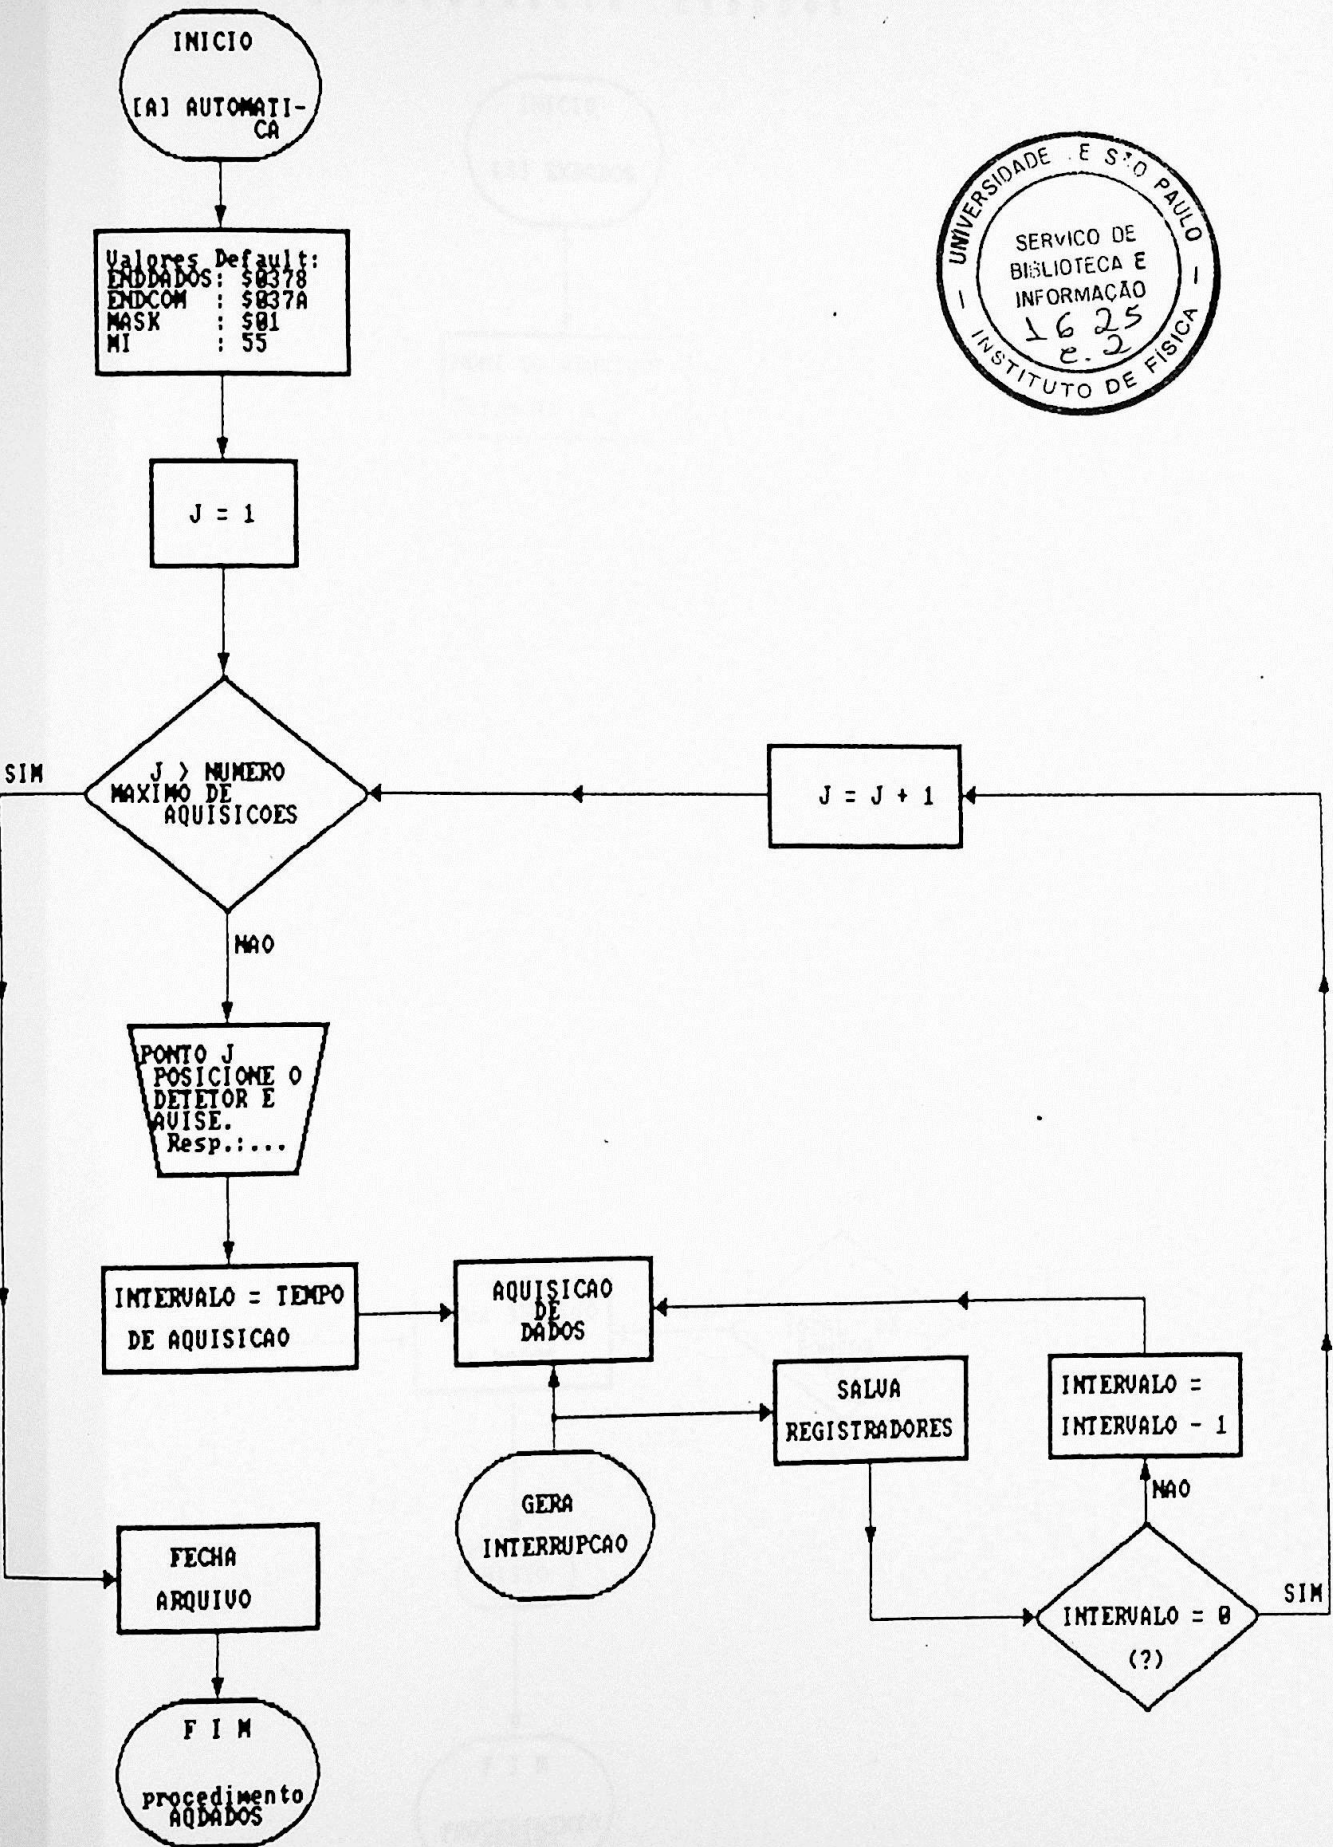 INICIO
[A] AUTOMATI-
CA
Valores Default:
ENDDADOS: $0378
ENDCOM : $037A
MASK : $01
MI : 55
J = 1
J > NUMERO
MAXIMO DE
AQUISICOES
SIM
NAO
J = J + 1
PONTO J
POSICIONE O
DETETOR E
AVISE.
Resp.:...
INTERVALO = TEMPO
DE AQUISICAO
AQUISICAO
DE
DADOS
GERA
INTERRUPCAO
SALVA
REGISTRADORES
INTERVALO =
INTERVALO - 1
NAO
INTERVALO = 0
(?)
SIM
FECHA
ARQUIVO
F I M
procedimento
AQDADOS
UNIVERSIDADE E SÃO PAULO
SERVICO DE
BIBLIOTECA E
INFORMAÇÃO
1625
e.2
INSTITUTO DE FÍSICA